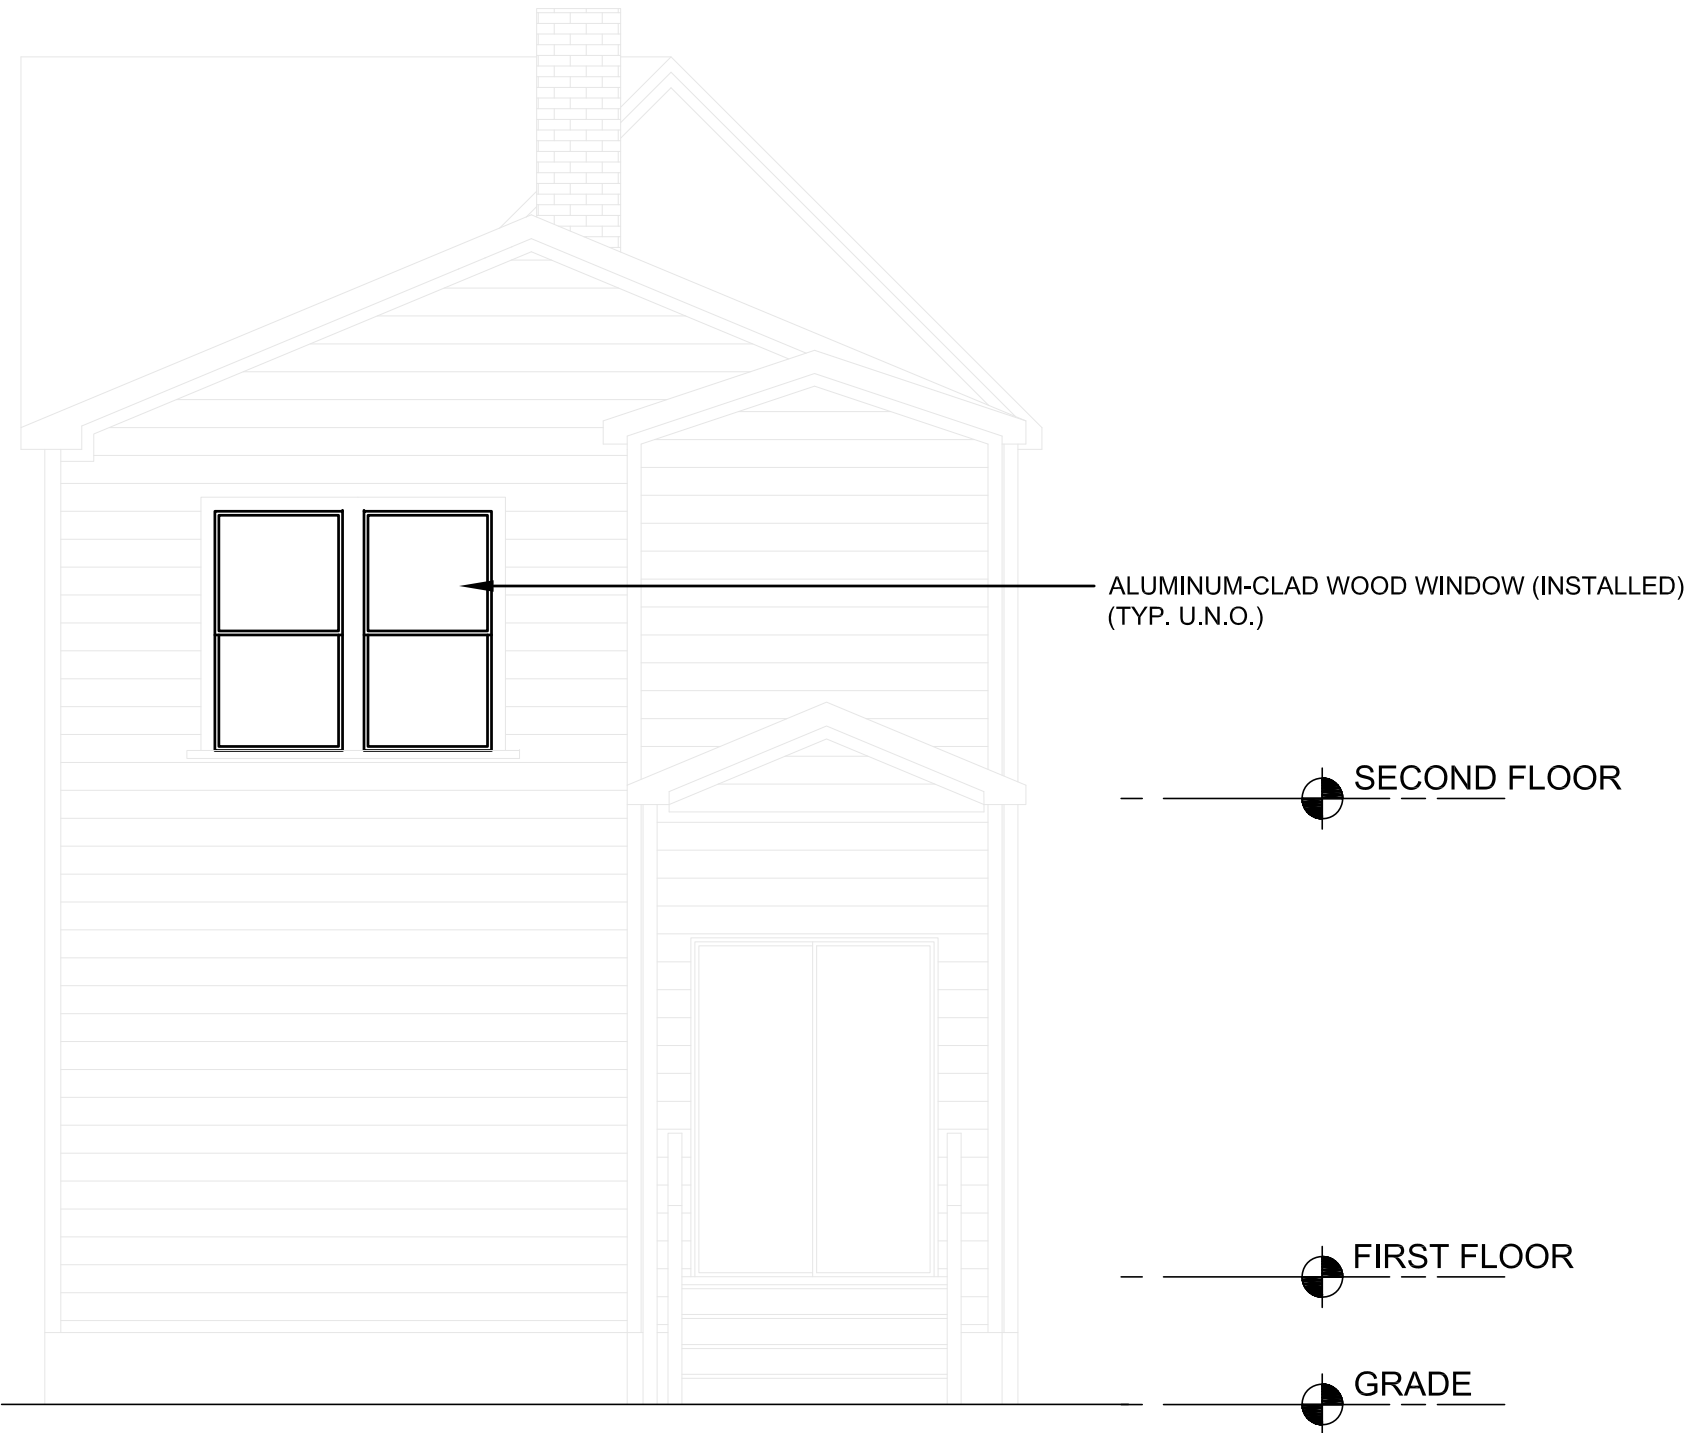 ALUMINUM-CLAD WOOD WINDOW (INSTALLED)
(TYP. U.N.O.)
SECOND FLOOR
FIRST FLOOR
GRADE